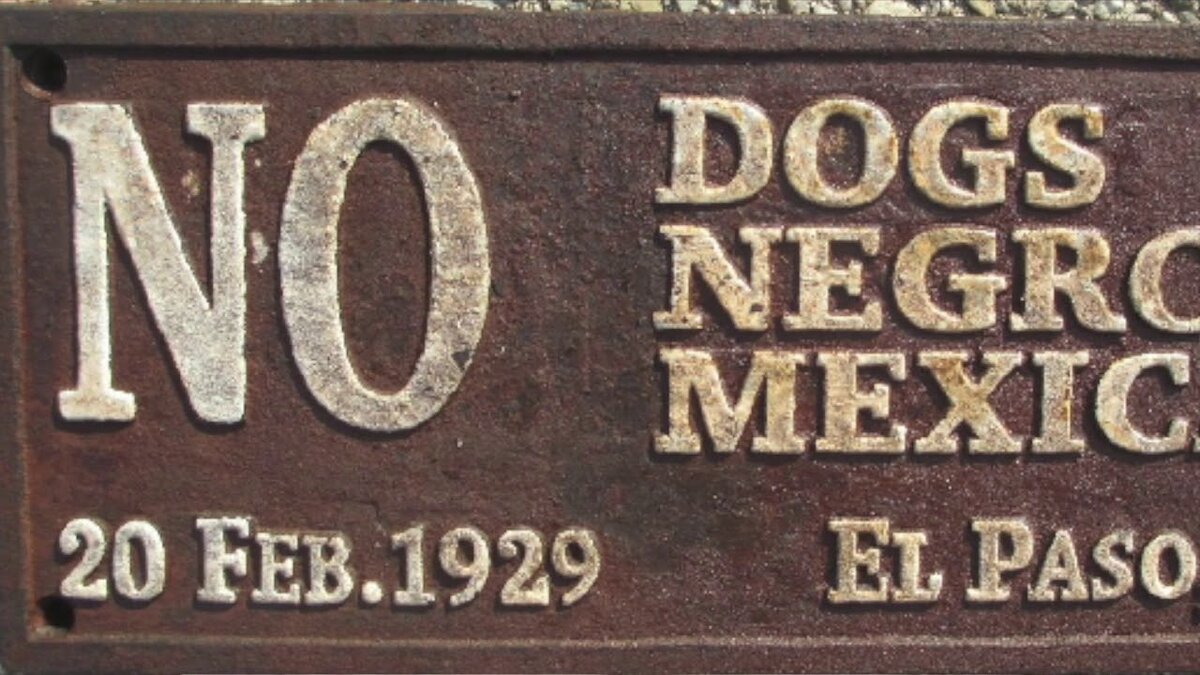 NO
DOGS
NEGRO
MEXIC
20 FEB. 1929
EL PASO